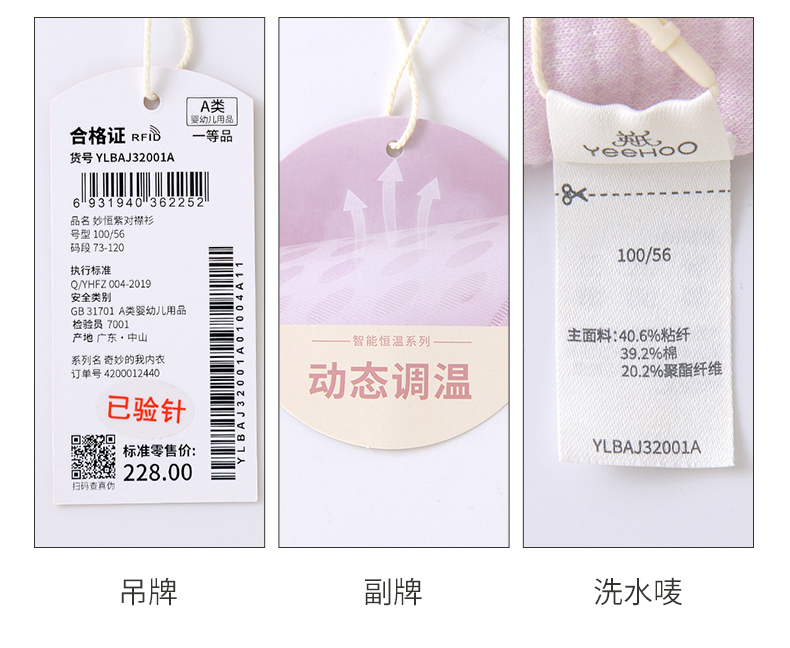 A类
婴幼儿用品
合格证 RFID
一等品
货号 YLBAJ32001A
6 931940 362252
品名 妙恒紫对襟衫
号型 100/56
码段 73-120
执行标准
Q/YHFZ 004-2019
安全类别
GB 31701 A类婴幼儿用品
检验员 7001
产地 广东·中山
系列名 奇妙的我内衣
订单号 4200012440
已验针
标准零售价:
228.00
扫码查真伪
YLBAJ32001A01004A11
智能恒温系列
动态调温
英氏
YeeHoO
100/56
主面料:40.6%粘纤
39.2%棉
20.2%聚酯纤维
YLBAJ32001A
吊牌
副牌
洗水唛